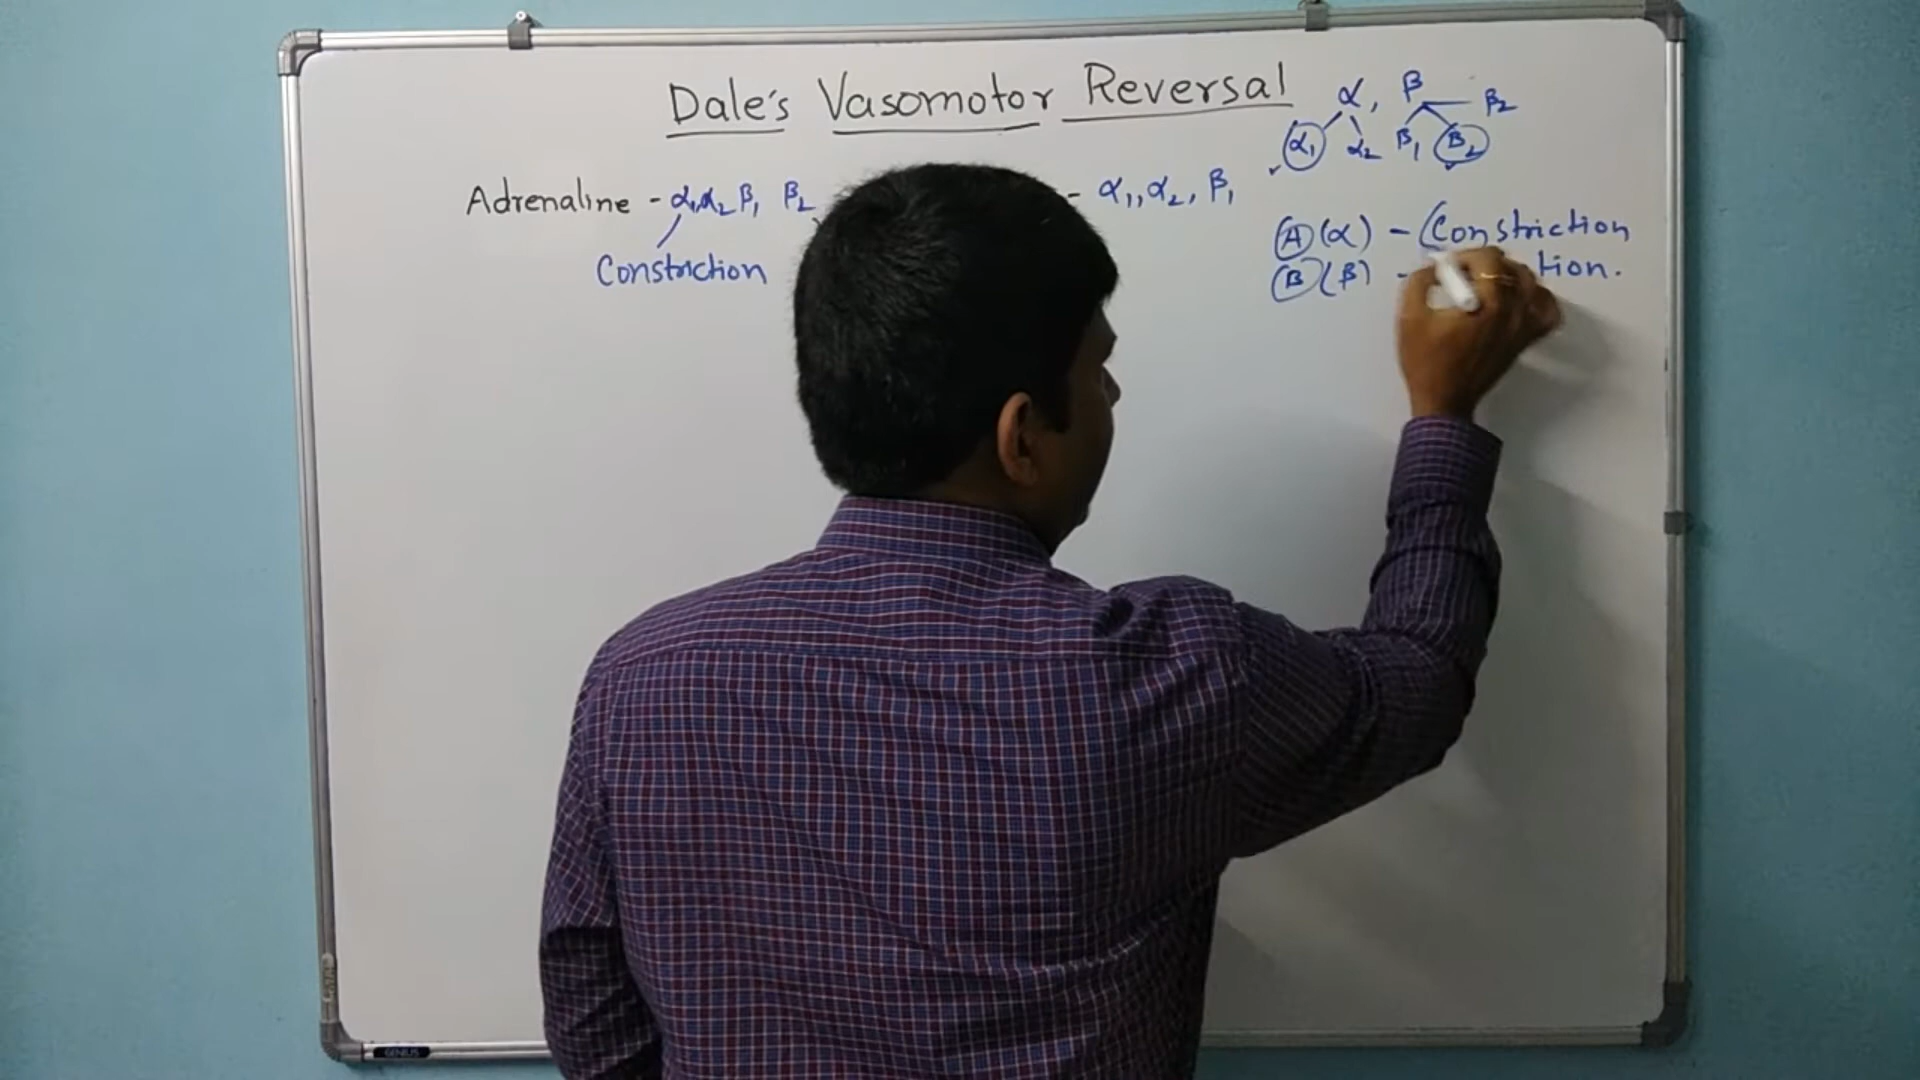 Dale's Vasomotor Reversal
α, β β2
α1 α2 β1 β2
Adrenaline - α1,α2 β1 β2 - α1,α2, β1
A (α) - Constriction
Constriction
B (β) - tion.
GENIUS